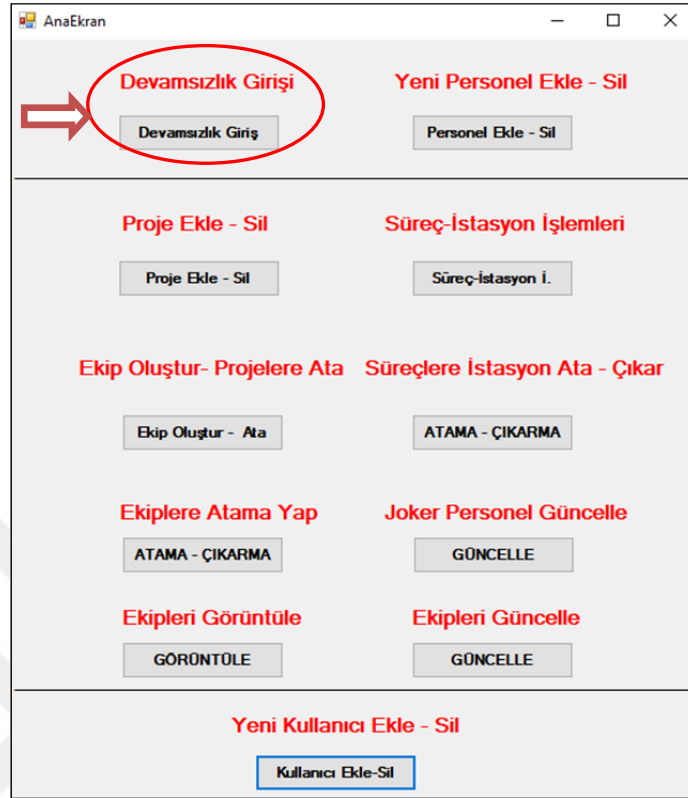 AnaEkran
Devamsızlık Girişi
Yeni Personel Ekle - Sil
Devamsızlık Giriş
Personel Ekle - Sil
Proje Ekle - Sil
Süreç-İstasyon İşlemleri
Proje Ekle - Sil
Süreç-İstasyon İ.
Ekip Oluştur- Projelere Ata
Süreçlere İstasyon Ata - Çıkar
Ekip Oluştur - Ata
ATAMA - ÇIKARMA
Ekiplere Atama Yap
Joker Personel Güncelle
ATAMA - ÇIKARMA
GÜNCELLE
Ekipleri Görüntüle
Ekipleri Güncelle
GÖRÜNTÜLE
GÜNCELLE
Yeni Kullanıcı Ekle - Sil
Kullanıcı Ekle-Sil